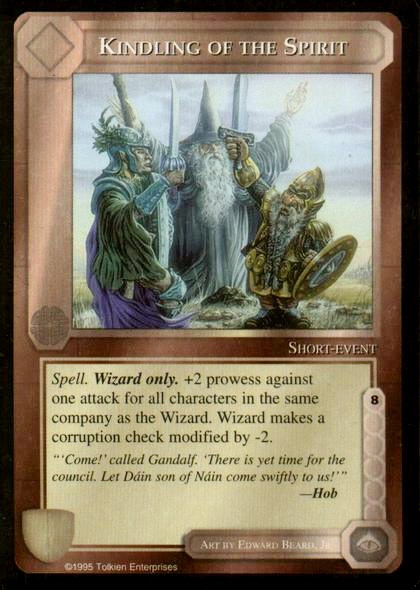 KINDLING OF THE SPIRIT
SHORT-EVENT
Spell. Wizard only. +2 prowess against
one attack for all characters in the same
company as the Wizard. Wizard makes a
corruption check modified by -2.
“‘Come!’ called Gandalf. ‘There is yet time for the
council. Let Dáin son of Náin come swiftly to us!’”
—Hob
8
ART BY EDWARD BEARD, JR.
©1995 Tolkien Enterprises